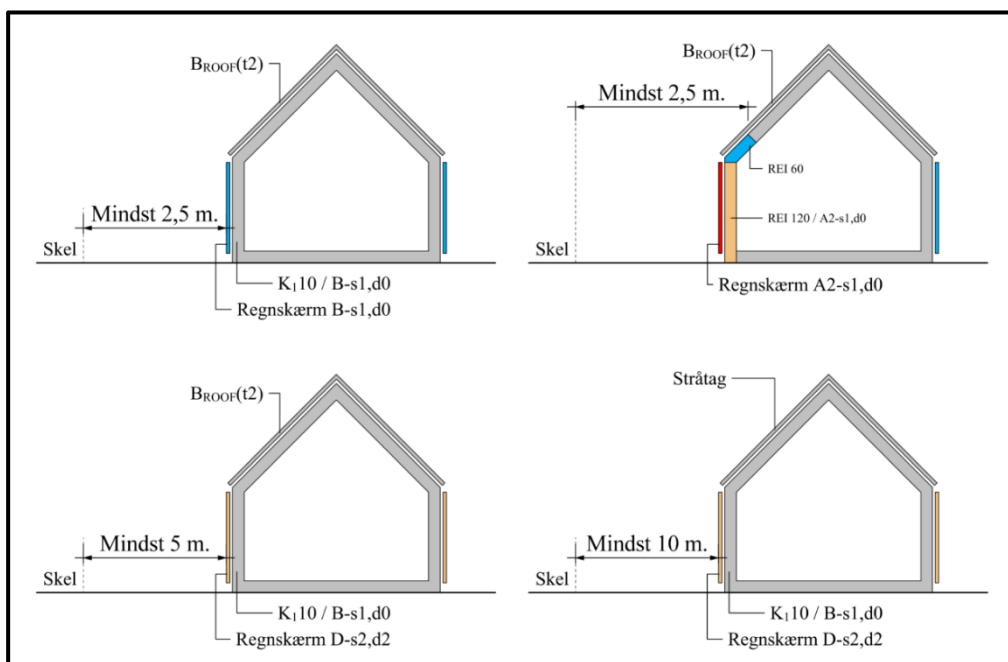 B_ROOF(t2)
Mindst 2,5 m.
Skel
K₁10 / B-s1,d0
Regnskærm B-s1,d0
B_ROOF(t2)
Mindst 2,5 m.
REI 60
REI 120 / A2-s1,d0
Skel
Regnskærm A2-s1,d0
B_ROOF(t2)
Mindst 5 m.
Skel
K₁10 / B-s1,d0
Regnskærm D-s2,d2
Stråtag
Mindst 10 m.
Skel
K₁10 / B-s1,d0
Regnskærm D-s2,d2